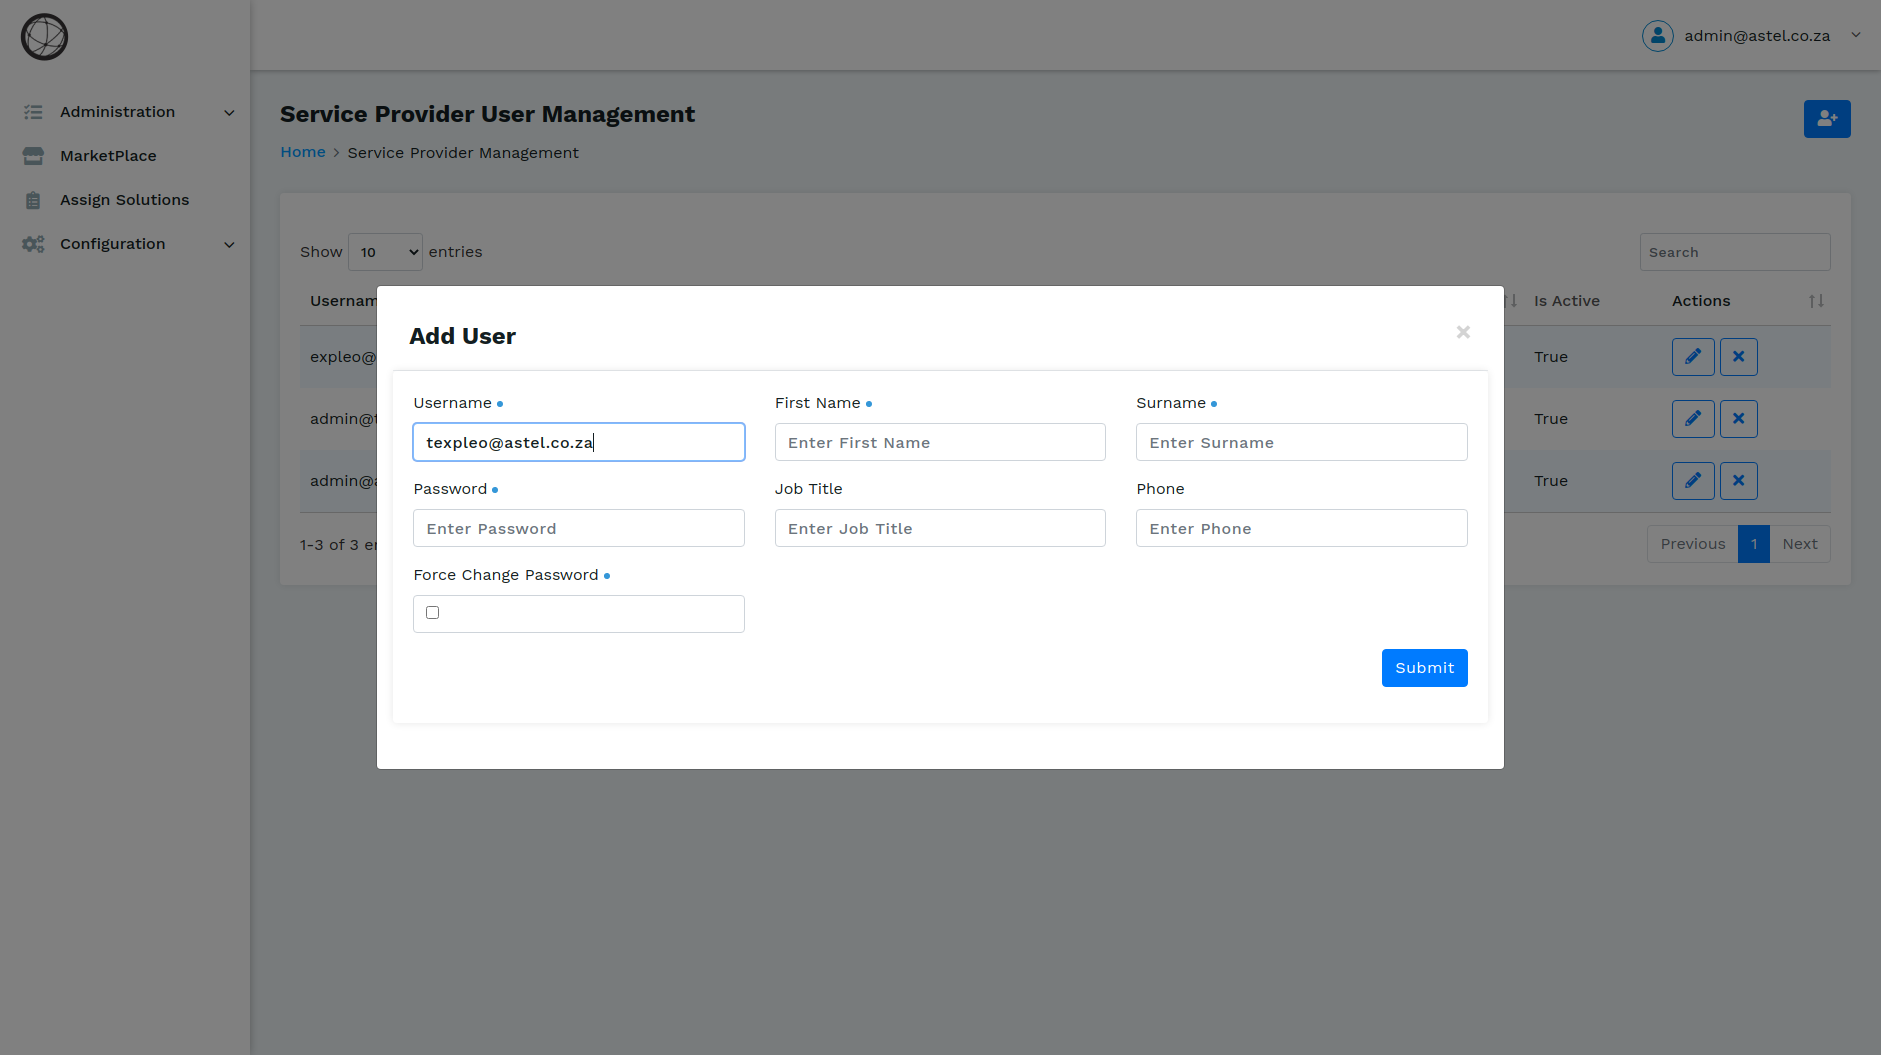 admin@astel.co.za
Administration
MarketPlace
Assign Solutions
Configuration
Service Provider User Management
Home > Service Provider Management
Show 10 entries
Search
Usernam
Is Active
Actions
expleo@
True
admin@t
True
admin@a
True
1-3 of 3 en
Previous 1 Next
Add User
×
Username
First Name
Surname
texpleo@astel.co.za
Enter First Name
Enter Surname
Password
Job Title
Phone
Enter Password
Enter Job Title
Enter Phone
Force Change Password
Submit